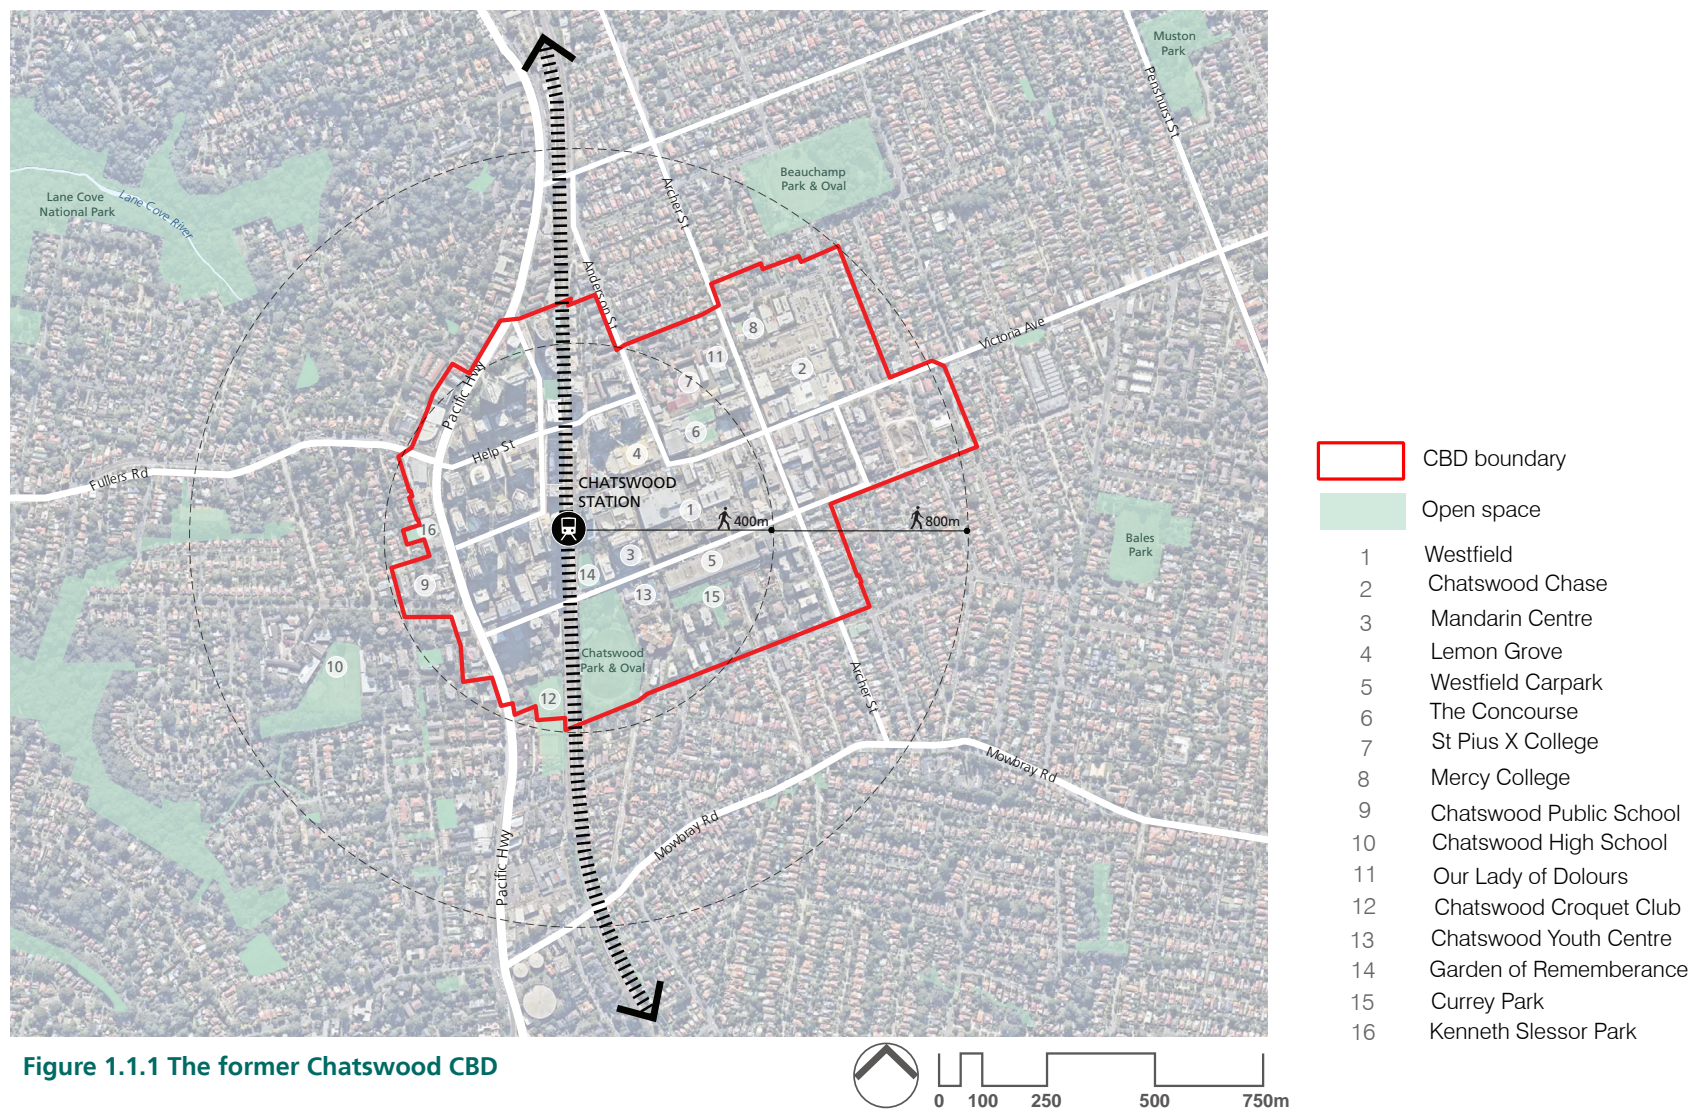 Muston
Park
Penshurst St
Beauchamp
Park & Oval
Lane Cove
National Park
Lane Cove River
Archer St
Anderson St
8
Victoria Ave
11
2
7
Pacific Hwy
6
Help St
4
Fullers Rd
CHATSWOOD
STATION
1
400m
800m
16
Bales
Park
3
5
14
9
13
15
Chatswood
Park & Oval
10
12
Archer St
Mowbray Rd
Mowbray Rd
Pacific Hwy
CBD boundary
Open space
1 Westfield
2 Chatswood Chase
3 Mandarin Centre
4 Lemon Grove
5 Westfield Carpark
6 The Concourse
7 St Pius X College
8 Mercy College
9 Chatswood Public School
10 Chatswood High School
11 Our Lady of Dolours
12 Chatswood Croquet Club
13 Chatswood Youth Centre
14 Garden of Rememberance
15 Currey Park
16 Kenneth Slessor Park
Figure 1.1.1 The former Chatswood CBD
0 100 250 500 750m